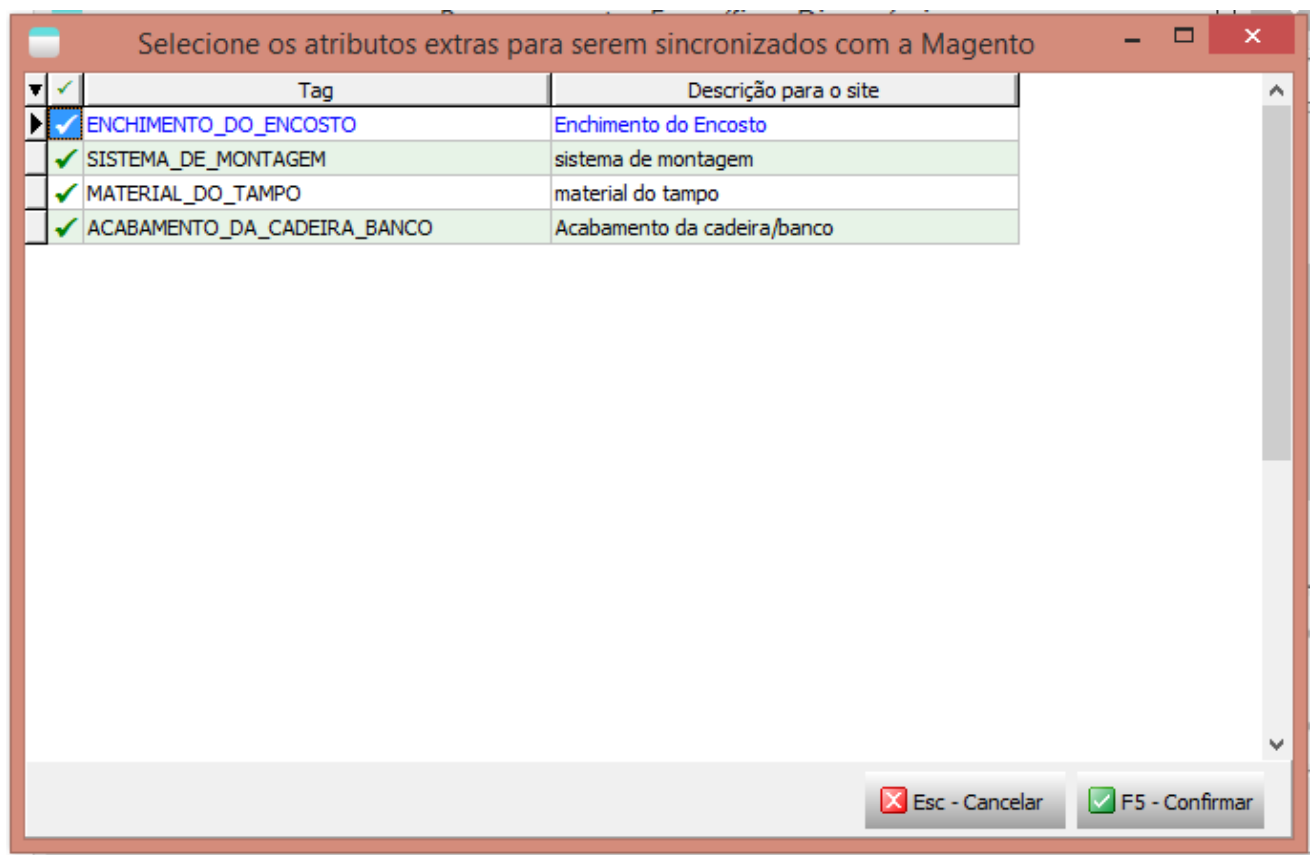 Selecione os atributos extras para serem sincronizados com a Magento
Tag Descrição para o site
ENCHIMENTO_DO_ENCOSTO Enchimento do Encosto
SISTEMA_DE_MONTAGEM sistema de montagem
MATERIAL_DO_TAMPO material do tampo
ACABAMENTO_DA_CADEIRA_BANCO Acabamento da cadeira/banco
Esc - Cancelar F5 - Confirmar